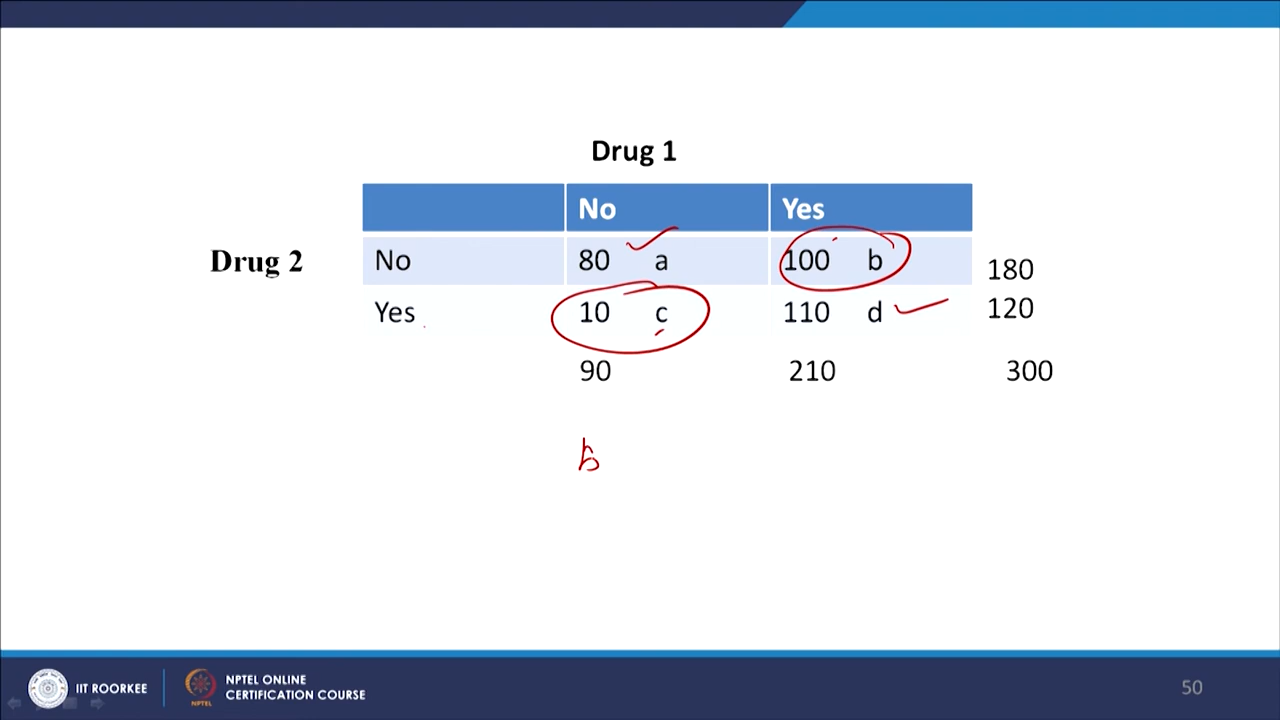 Drug 1
No Yes
Drug 2 No 80 a 100 b 180
Yes 10 c 110 d 120
90 210 300
b
IIT ROORKEE
NPTEL ONLINE
CERTIFICATION COURSE
NPTEL
50